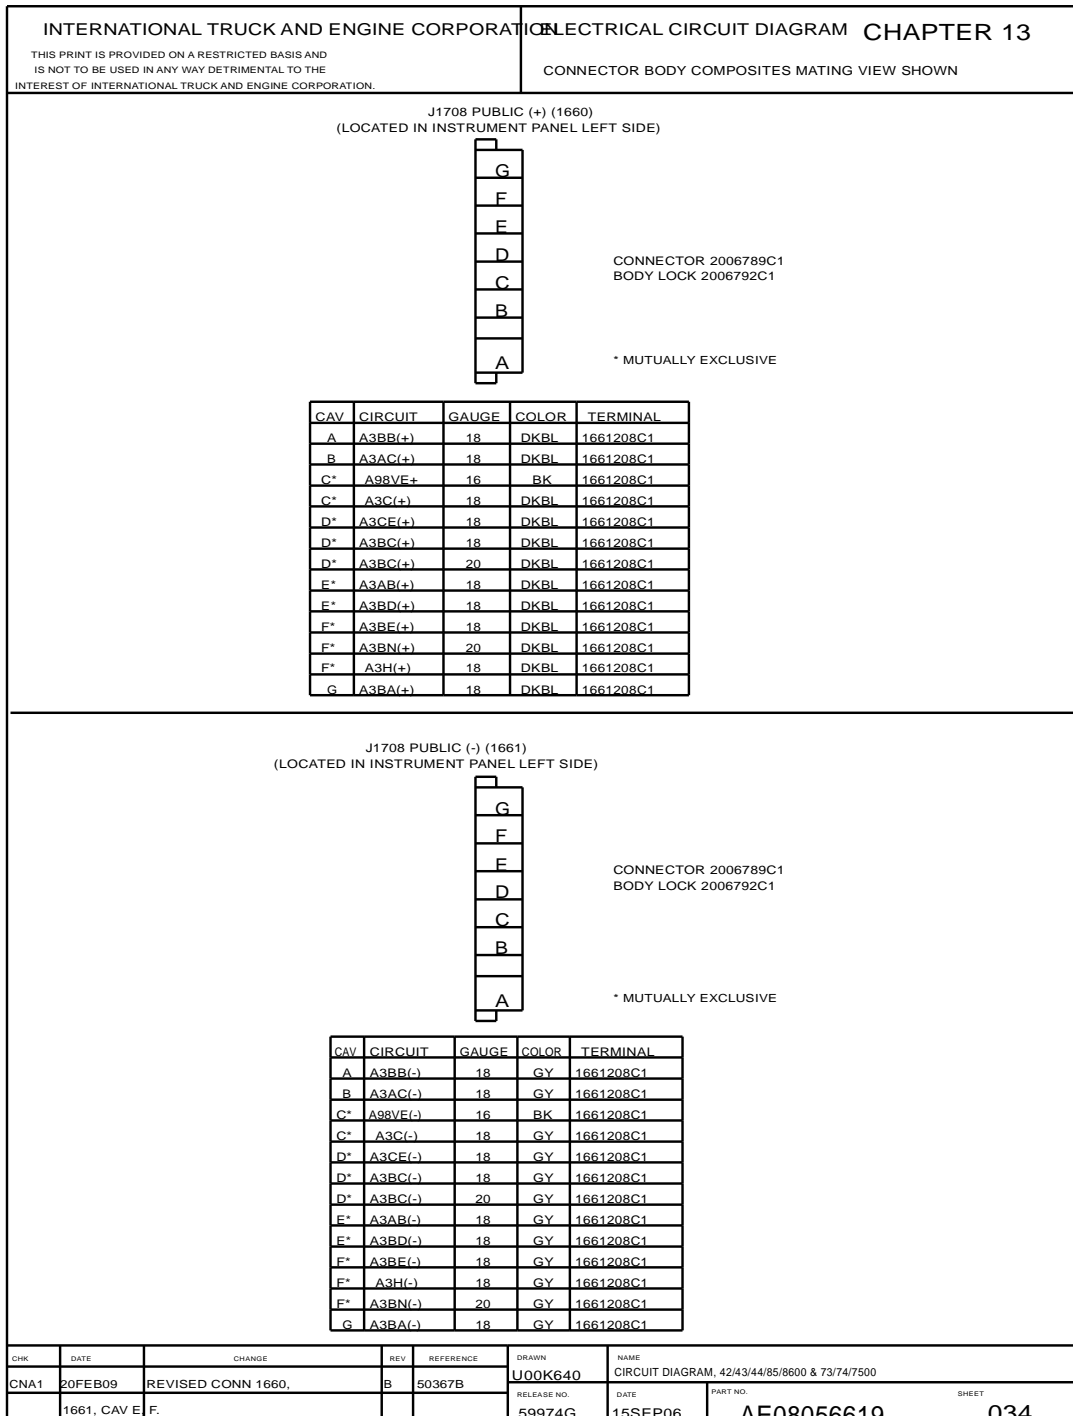 INTERNATIONAL TRUCK AND ENGINE CORPORATION
THIS PRINT IS PROVIDED ON A RESTRICTED BASIS AND
IS NOT TO BE USED IN ANY WAY DETRIMENTAL TO THE
INTEREST OF INTERNATIONAL TRUCK AND ENGINE CORPORATION.
ELECTRICAL CIRCUIT DIAGRAM CHAPTER 13
CONNECTOR BODY COMPOSITES MATING VIEW SHOWN
J1708 PUBLIC (+) (1660)
(LOCATED IN INSTRUMENT PANEL LEFT SIDE)
G
F
E
D
C
B
A
CONNECTOR 2006789C1
BODY LOCK 2006792C1
* MUTUALLY EXCLUSIVE
CAV CIRCUIT GAUGE COLOR TERMINAL
A A3BB(+) 18 DKBL 1661208C1
B A3AC(+) 18 DKBL 1661208C1
C* A98VE+ 16 BK 1661208C1
C* A3C(+) 18 DKBL 1661208C1
D* A3CE(+) 18 DKBL 1661208C1
D* A3BC(+) 18 DKBL 1661208C1
D* A3BC(+) 20 DKBL 1661208C1
E* A3AB(+) 18 DKBL 1661208C1
E* A3BD(+) 18 DKBL 1661208C1
F* A3BE(+) 18 DKBL 1661208C1
F* A3BN(+) 20 DKBL 1661208C1
F* A3H(+) 18 DKBL 1661208C1
G A3BA(+) 18 DKBL 1661208C1
J1708 PUBLIC (-) (1661)
(LOCATED IN INSTRUMENT PANEL LEFT SIDE)
G
F
E
D
C
B
A
CONNECTOR 2006789C1
BODY LOCK 2006792C1
* MUTUALLY EXCLUSIVE
CAV CIRCUIT GAUGE COLOR TERMINAL
A A3BB(-) 18 GY 1661208C1
B A3AC(-) 18 GY 1661208C1
C* A98VE(-) 16 BK 1661208C1
C* A3C(-) 18 GY 1661208C1
D* A3CE(-) 18 GY 1661208C1
D* A3BC(-) 18 GY 1661208C1
D* A3BC(-) 20 GY 1661208C1
E* A3AB(-) 18 GY 1661208C1
E* A3BD(-) 18 GY 1661208C1
F* A3BE(-) 18 GY 1661208C1
F* A3H(-) 18 GY 1661208C1
F* A3BN(-) 20 GY 1661208C1
G A3BA(-) 18 GY 1661208C1
CHK DATE CHANGE REV REFERENCE
CNA1 20FEB09 REVISED CONN 1660, B 50367B
1661, CAV E, F.
DRAWN
U00K640
NAME
CIRCUIT DIAGRAM, 42/43/44/85/8600 & 73/74/7500
RELEASE NO.
59974G
DATE
15SEP06
PART NO.
AE08056619
SHEET
034